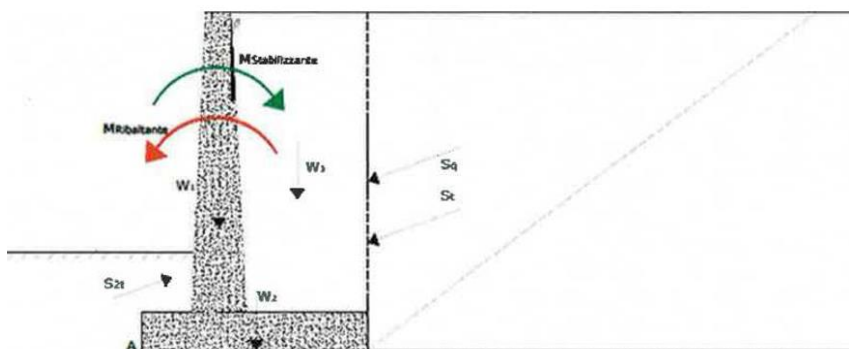 MStabilizzante
MRibaltante
W3
W1
Sq
St
S2t
W2
A